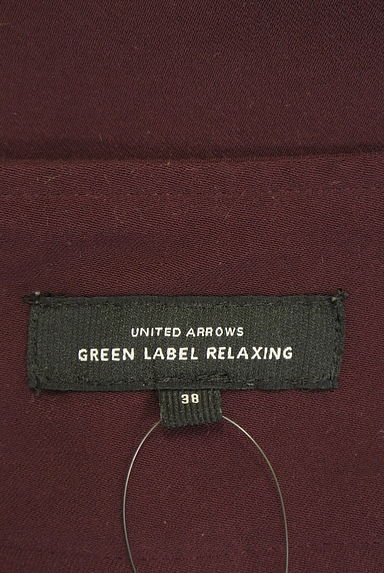 UNITED ARROWS
GREEN LABEL RELAXING
38